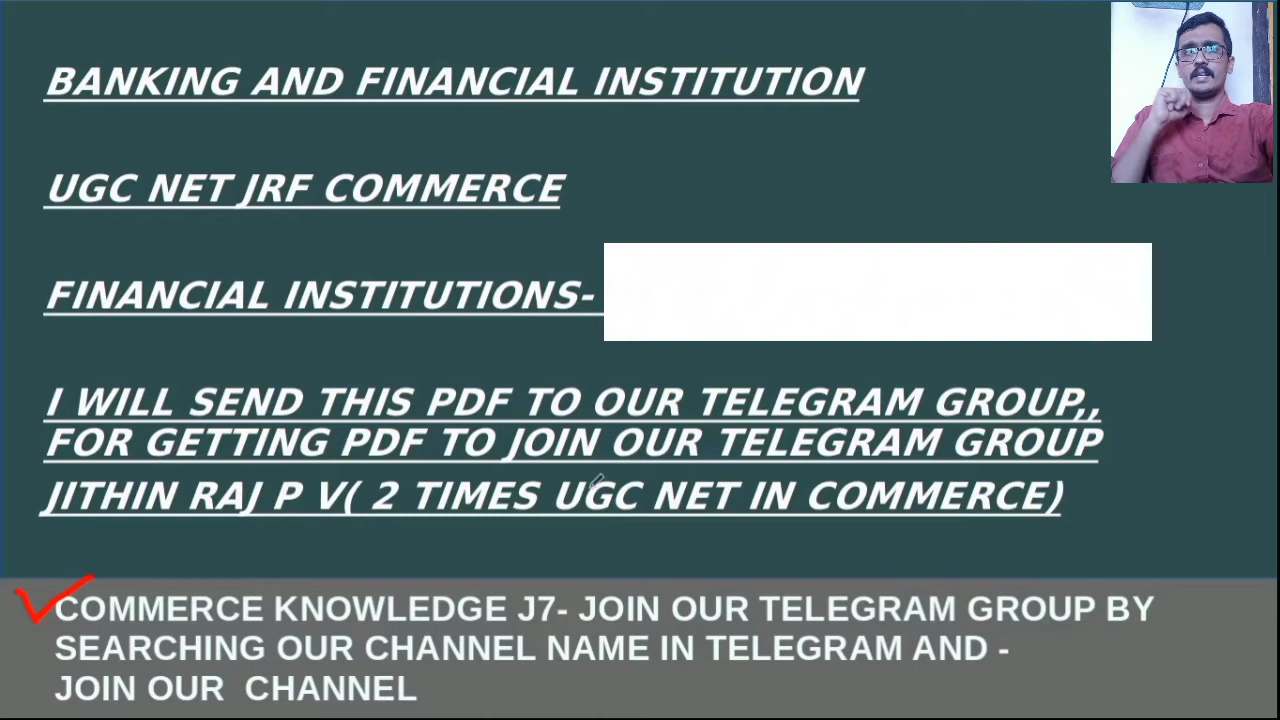 BANKING AND FINANCIAL INSTITUTION
UGC NET JRF COMMERCE
FINANCIAL INSTITUTIONS-
I WILL SEND THIS PDF TO OUR TELEGRAM GROUP,,
FOR GETTING PDF TO JOIN OUR TELEGRAM GROUP
JITHIN RAJ P V( 2 TIMES UGC NET IN COMMERCE)
COMMERCE KNOWLEDGE J7- JOIN OUR TELEGRAM GROUP BY
SEARCHING OUR CHANNEL NAME IN TELEGRAM AND -
JOIN OUR  CHANNEL